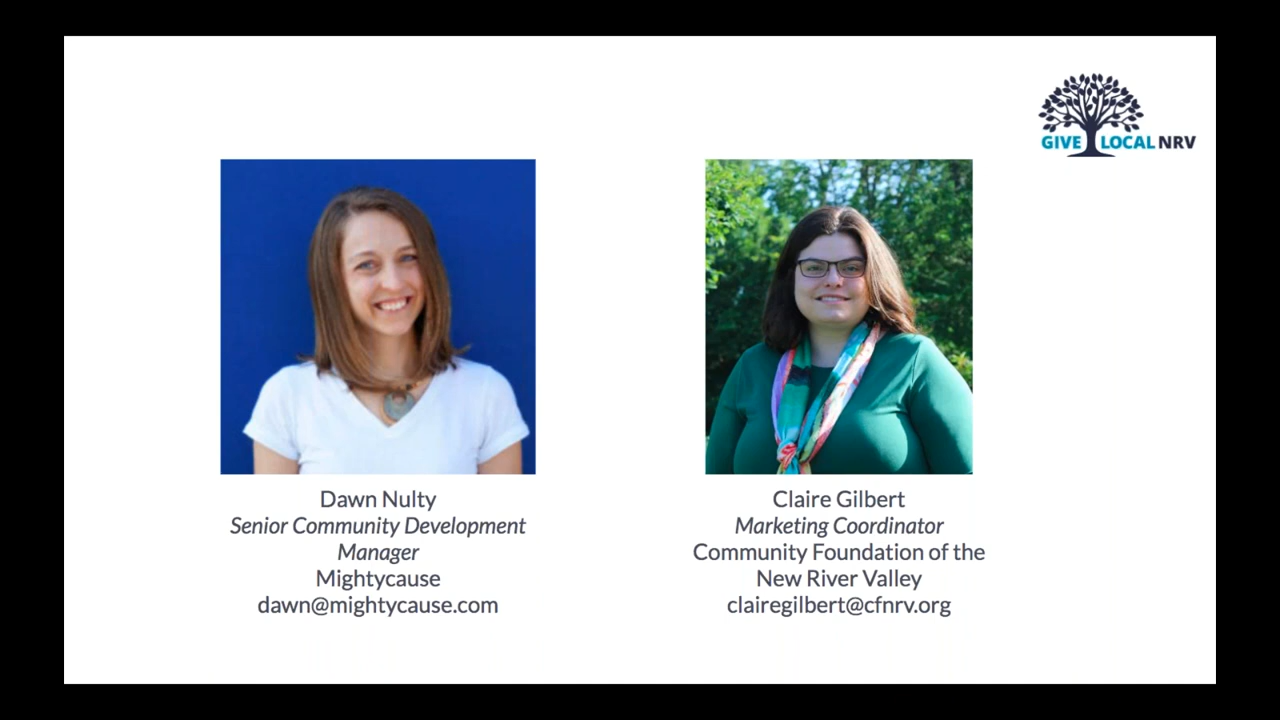 GIVE LOCAL NRV
Dawn Nulty
Senior Community Development
Manager
Mightycause
dawn@mightycause.com
Claire Gilbert
Marketing Coordinator
Community Foundation of the
New River Valley
clairegilbert@cfnrv.org